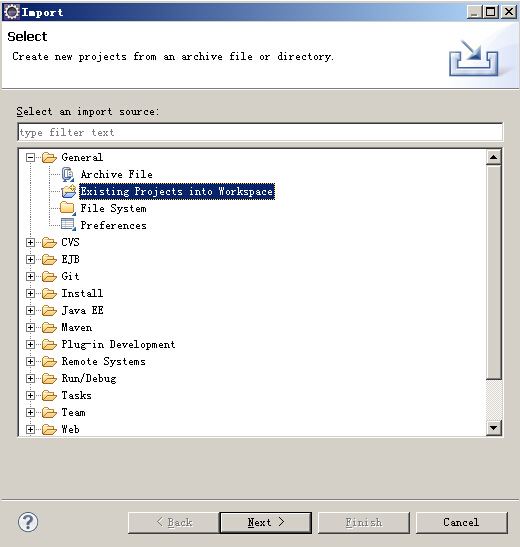 Import
Select
Create new projects from an archive file or directory.
Select an import source:
type filter text
General
Archive File
Existing Projects into Workspace
File System
Preferences
CVS
EJB
Git
Install
Java EE
Maven
Plug-in Development
Remote Systems
Run/Debug
Tasks
Team
Web
? < Back Next > Finish Cancel